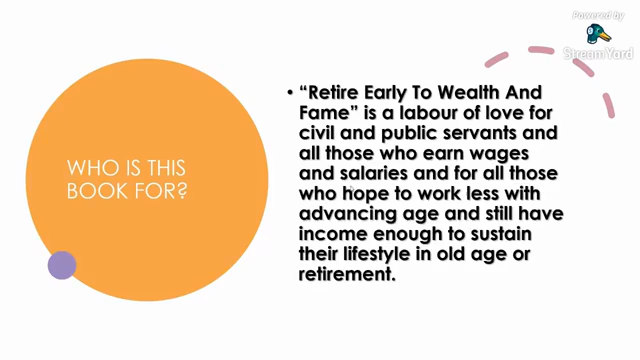 Powered by
StreamYard
WHO IS THIS
BOOK FOR?
• “Retire Early To Wealth And
Fame” is a labour of love for
civil and public servants and
all those who earn wages
and salaries and for all those
who hope to work less with
advancing age and still have
income enough to sustain
their lifestyle in old age or
retirement.